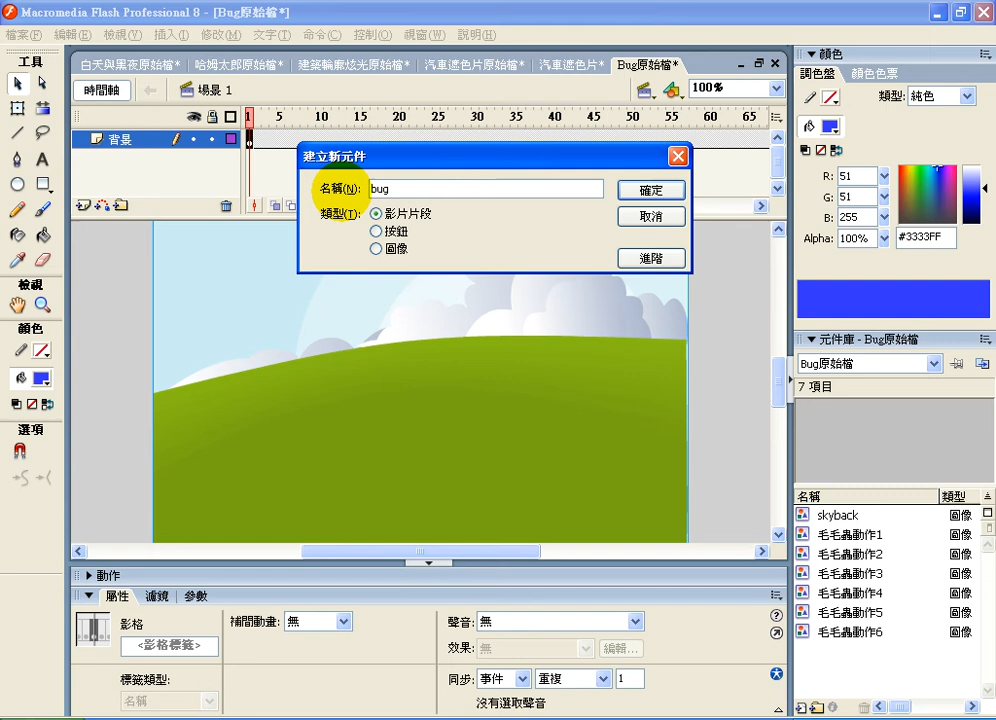 Macromedia Flash Professional 8 - [Bug原始檔*]
檔案(F) 編輯(E) 檢視(V) 插入(I) 修改(M) 文字(T) 命令(C) 控制(O) 視窗(W) 說明(H)
工具
白天與黑夜原始檔* 哈姆太郎原始檔* 建築輪廓炫光原始檔* 汽車遮色片原始檔* 汽車遮色片* Bug原始檔*
時間軸 場景 1 100%
1 5 10 15 20 25 30 35 40 45 50 55 60 65
背景
建立新元件
名稱(N): bug 確定
類型(T): 影片片段 取消
按鈕
圖像 進階
檢視
顏色
選項
顏色
調色盤 顏色色票
類型: 純色
R: 51
G: 51
B: 255
Alpha: 100% #3333FF
元件庫 - Bug原始檔
Bug原始檔
7 項目
名稱 類型
skyback 圖像
毛毛蟲動作1 圖像
毛毛蟲動作2 圖像
毛毛蟲動作3 圖像
毛毛蟲動作4 圖像
毛毛蟲動作5 圖像
毛毛蟲動作6 圖像
動作
屬性 濾鏡 參數
影格 補間動畫: 無 聲音: 無
<影格標籤> 效果: 無 編輯...
標籤類型: 同步: 事件 重複 1
名稱 沒有選取聲音